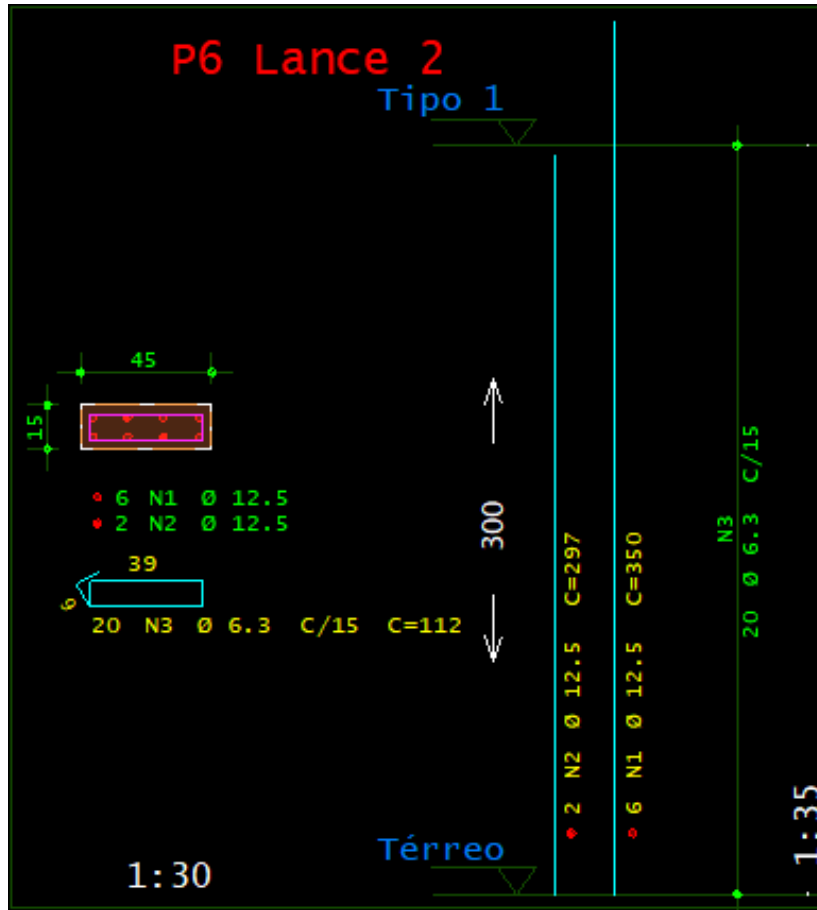 P6 Lance 2
Tipo 1
45
15
6 N1 Ø 12.5
2 N2 Ø 12.5
39
9
20 N3 Ø 6.3 C/15 C=112
300
2 N2 Ø 12.5 C=297
6 N1 Ø 12.5 C=350
N3
20 Ø 6.3 C/15
Térreo
1:30
1:35